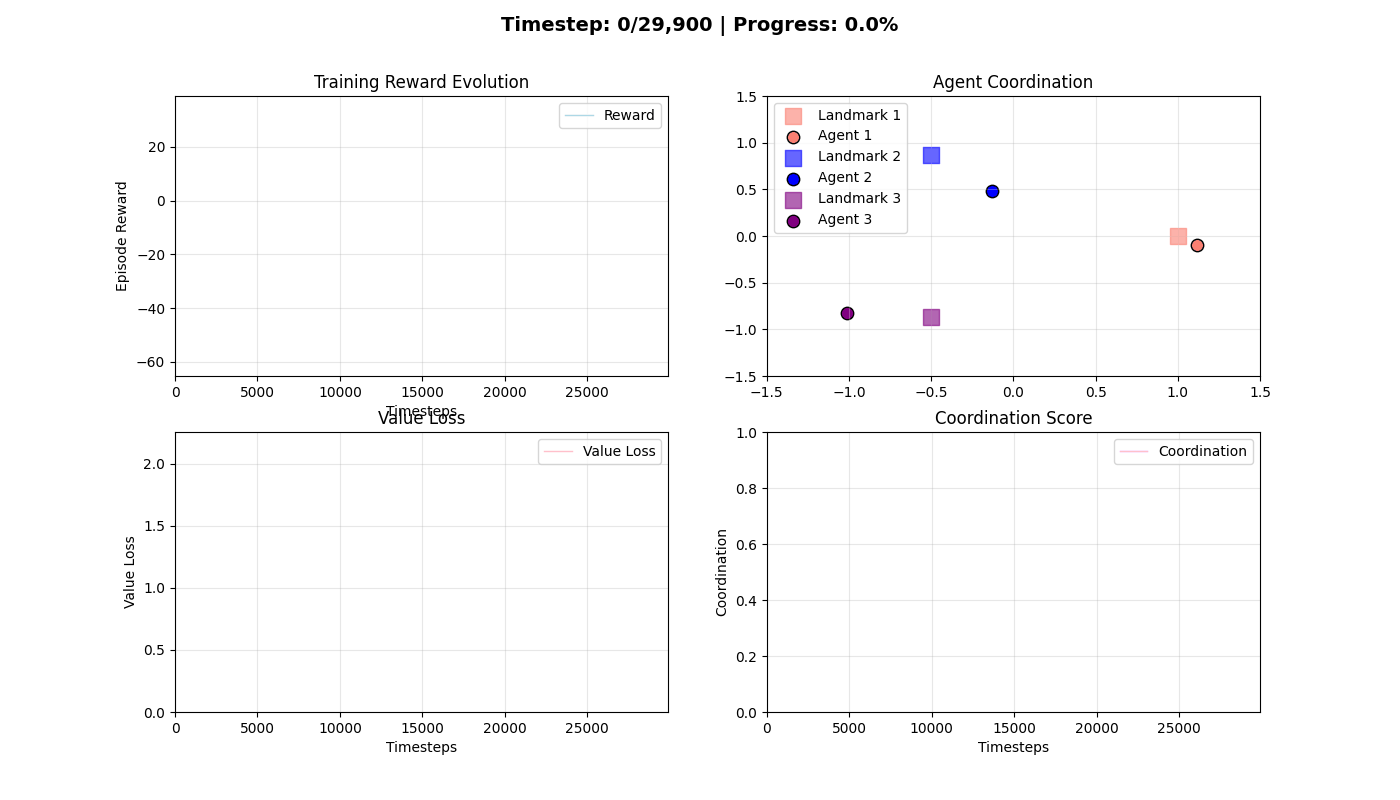 Timestep: 0/29,900 | Progress: 0.0%
Training Reward Evolution
Reward
Episode Reward
20
0
−20
−40
−60
0 5000 10000 15000 20000 25000
Timesteps
Agent Coordination
Landmark 1
Agent 1
Landmark 2
Agent 2
Landmark 3
Agent 3
1.5
1.0
0.5
0.0
−0.5
−1.0
−1.5
−1.5 −1.0 −0.5 0.0 0.5 1.0 1.5
Value Loss
Value Loss
Value Loss
2.0
1.5
1.0
0.5
0.0
0 5000 10000 15000 20000 25000
Timesteps
Coordination Score
Coordination
Coordination
1.0
0.8
0.6
0.4
0.2
0.0
0 5000 10000 15000 20000 25000
Timesteps